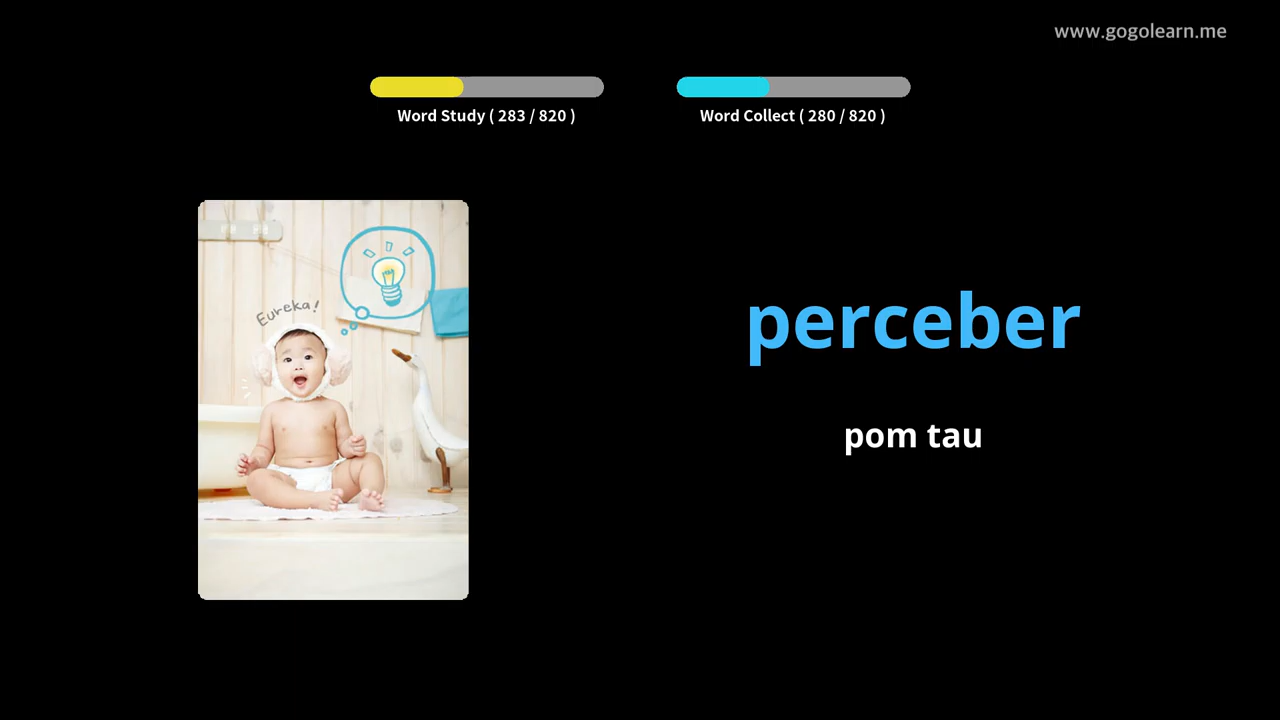 www.gogolearn.me
Word Study ( 283 / 820 )
Word Collect ( 280 / 820 )
Eureka!
perceber
pom tau